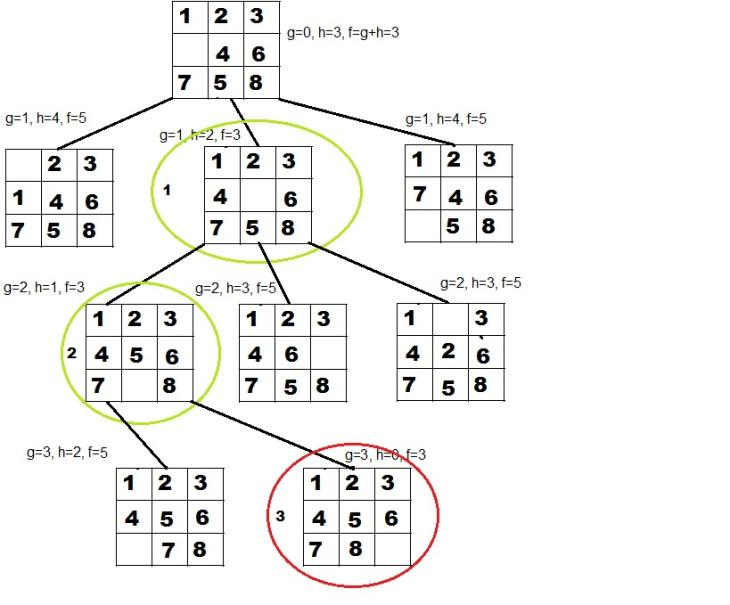 1 2 3
g=0, h=3, f=g+h=3
4 6
7 5 8
g=1, h=4, f=5
2 3
1 4 6
7 5 8
g=1, h=2, f=3
1
1 2 3
4 6
7 5 8
g=1, h=4, f=5
1 2 3
7 4 6
5 8
g=2, h=1, f=3
2
1 2 3
4 5 6
7 8
g=2, h=3, f=5
1 2 3
4 6
7 5 8
g=2, h=3, f=5
1 3
4 2 6
7 5 8
g=3, h=2, f=5
1 2 3
4 5 6
7 8
g=3, h=0, f=3
3
1 2 3
4 5 6
7 8